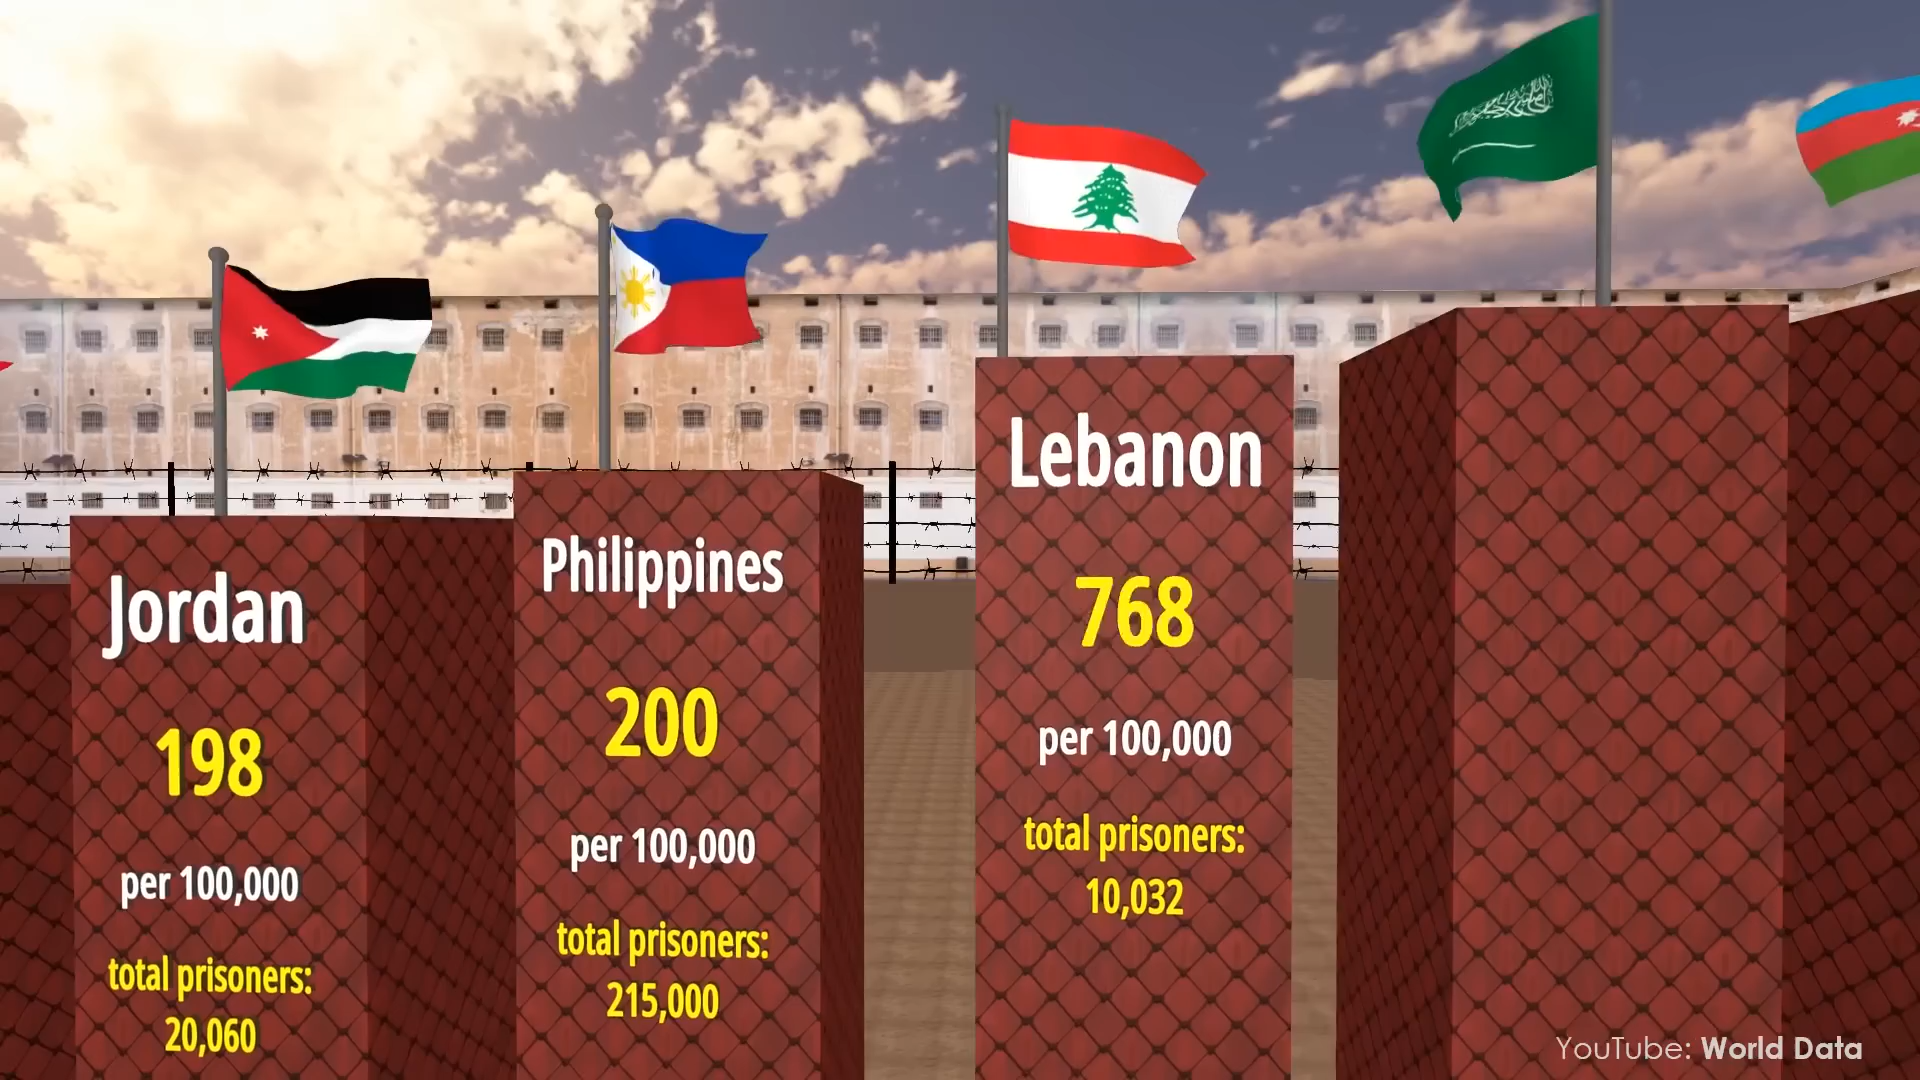 Jordan
198
per 100,000
total prisoners:
20,060
Philippines
200
per 100,000
total prisoners:
215,000
Lebanon
768
per 100,000
total prisoners:
10,032
YouTube: World Data